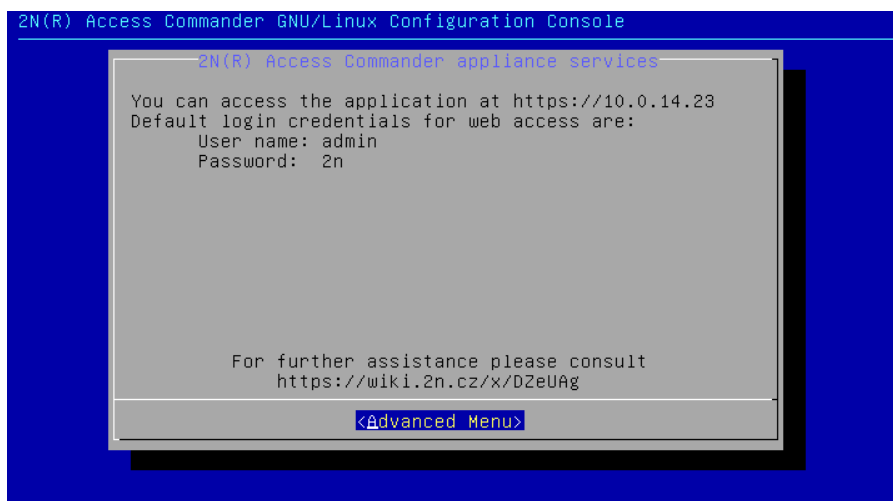 2N(R) Access Commander GNU/Linux Configuration Console
2N(R) Access Commander appliance services
You can access the application at https://10.0.14.23
Default login credentials for web access are:
User name: admin
Password: 2n
For further assistance please consult
https://wiki.2n.cz/x/DZeUAg
<Advanced Menu>